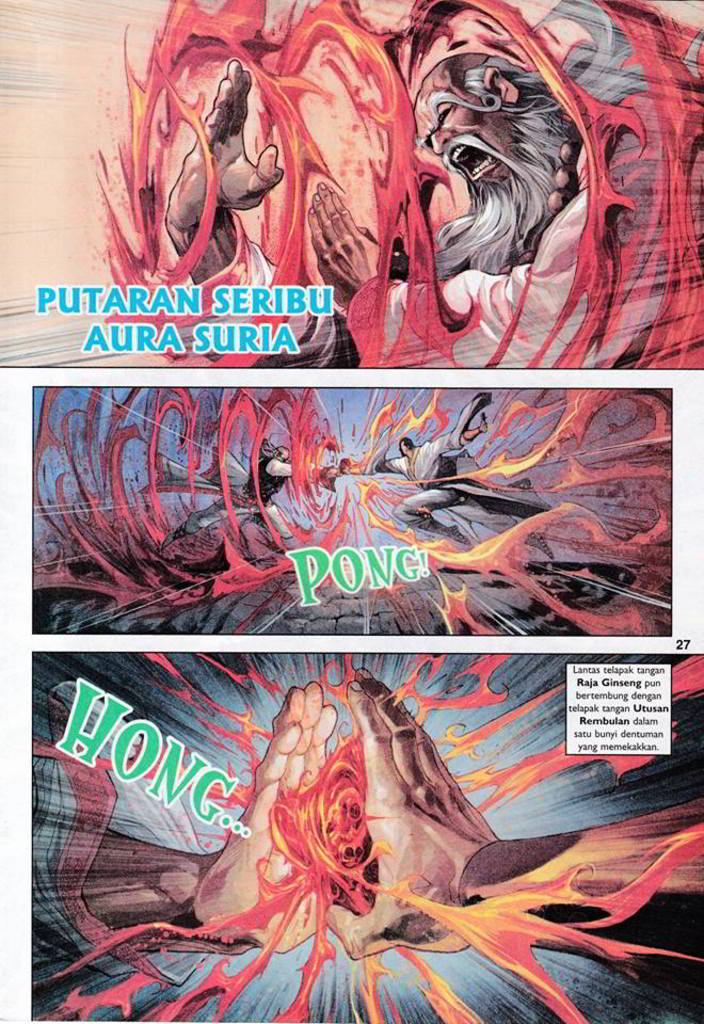 PUTARAN SERIBU
AURA SURIA
PONG!
27
HONG...
Lantas telapak tangan
Raja Ginseng pun
bertembung dengan
telapak tangan Utusan
Rembulan dalam
satu bunyi dentuman
yang memekakkan.